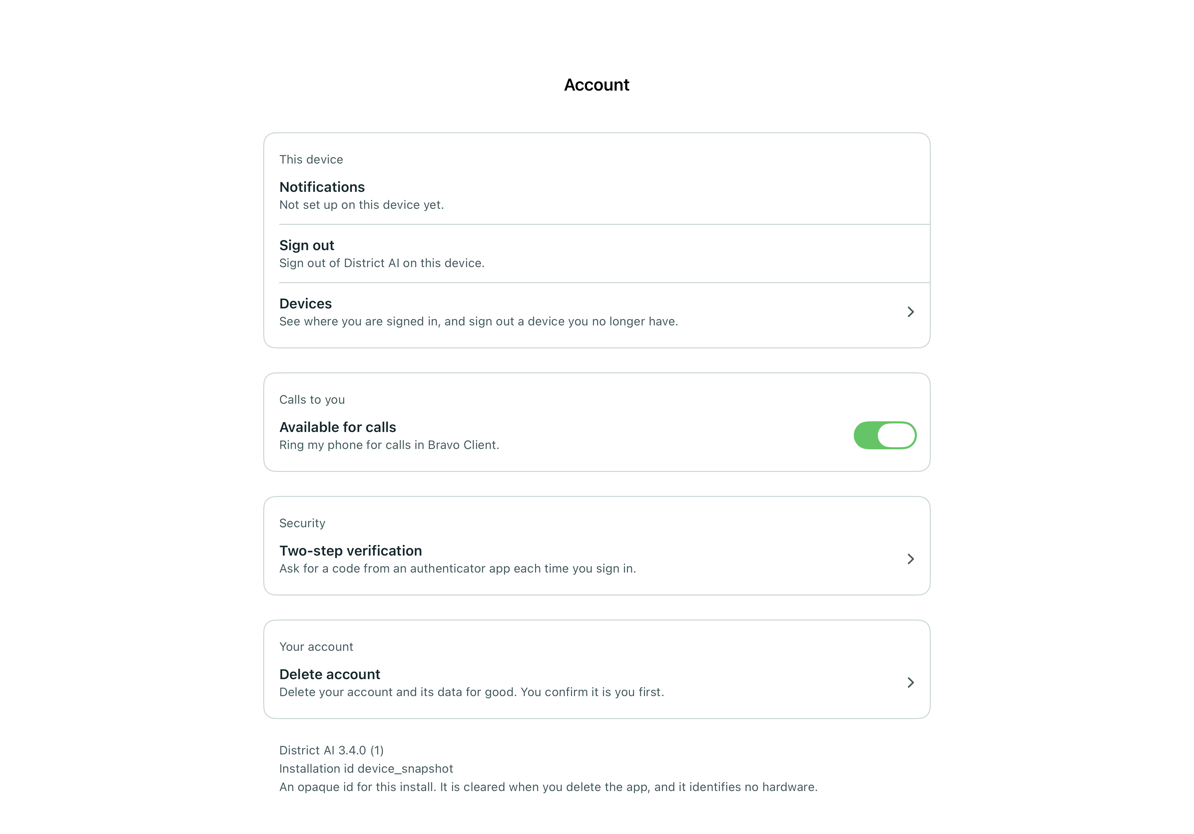 Account
This device
Notifications
Not set up on this device yet.
Sign out
Sign out of District AI on this device.
Devices
See where you are signed in, and sign out a device you no longer have.
Calls to you
Available for calls
Ring my phone for calls in Bravo Client.
Security
Two-step verification
Ask for a code from an authenticator app each time you sign in.
Your account
Delete account
Delete your account and its data for good. You confirm it is you first.
District AI 3.4.0 (1)
Installation id device_snapshot
An opaque id for this install. It is cleared when you delete the app, and it identifies no hardware.